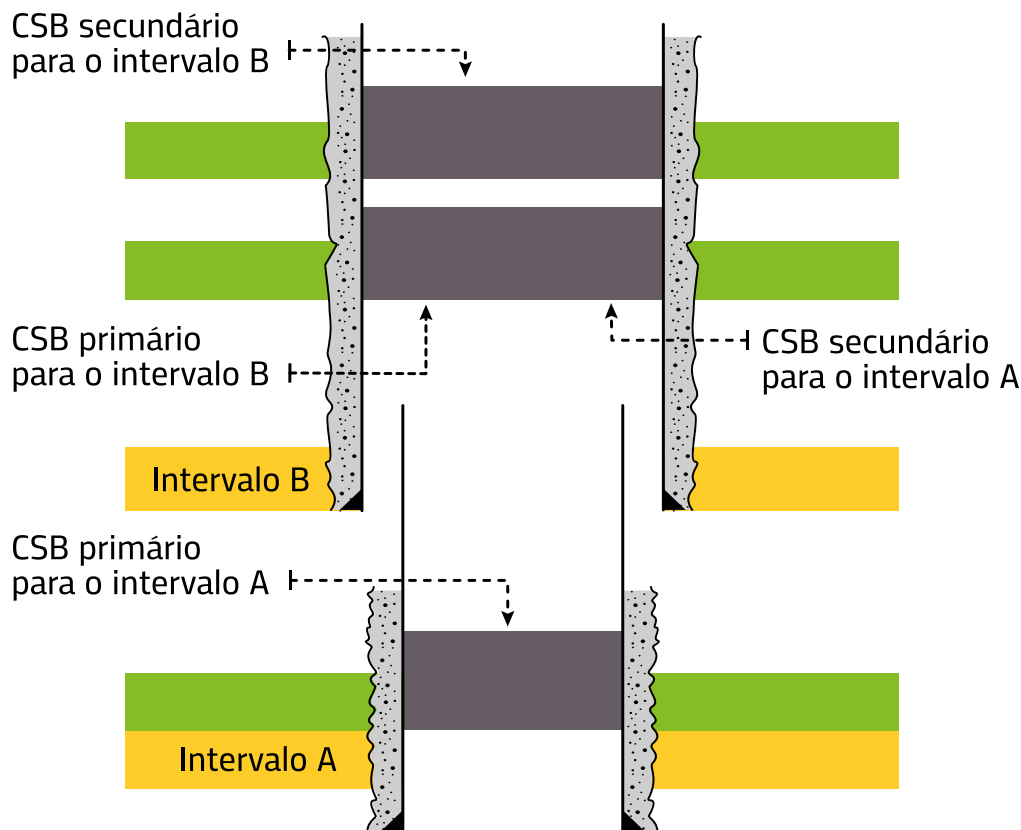 CSB secundário
para o intervalo B
CSB primário
para o intervalo B
CSB secundário
para o intervalo A
Intervalo B
CSB primário
para o intervalo A
Intervalo A